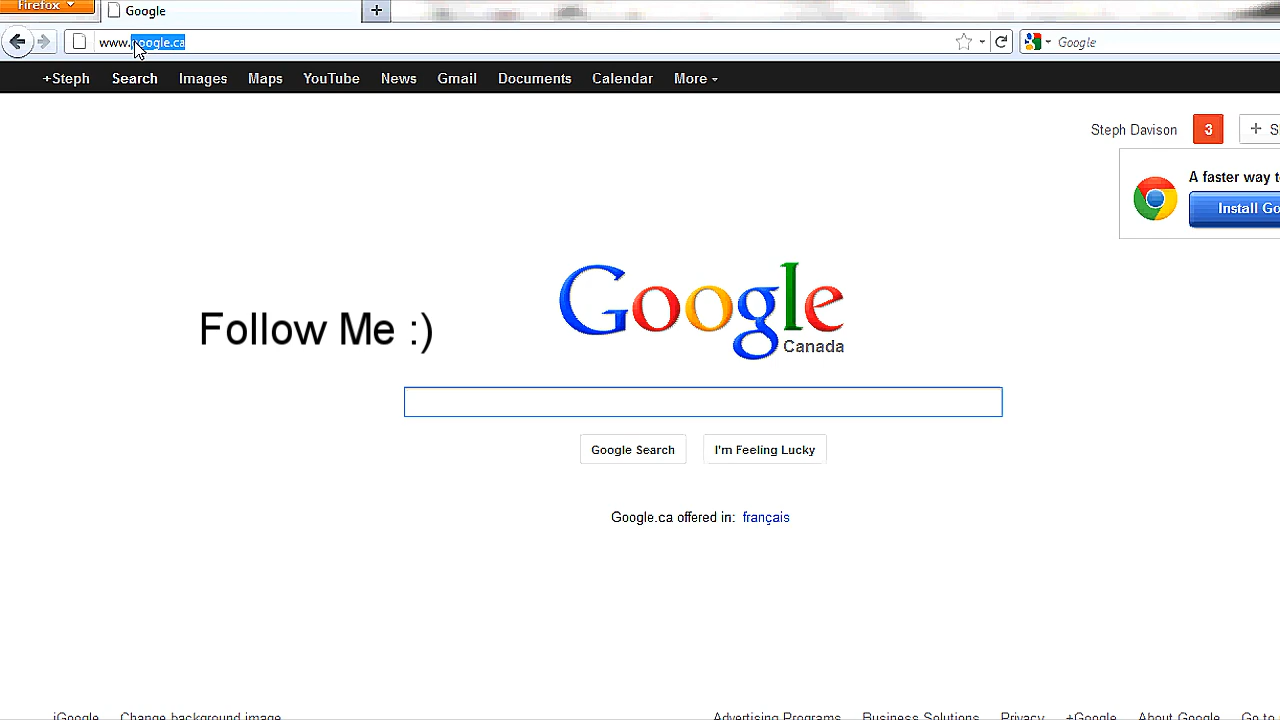 Firefox
Google
www.google.ca
Google
+Steph Search Images Maps YouTube News Gmail Documents Calendar More
Steph Davison 3 + S
A faster way t
Install Go
Google
Canada
Follow Me :)
Google Search I'm Feeling Lucky
Google.ca offered in: français
iGoogle Change background image Advertising Programs Business Solutions Privacy +Google About Google Go to